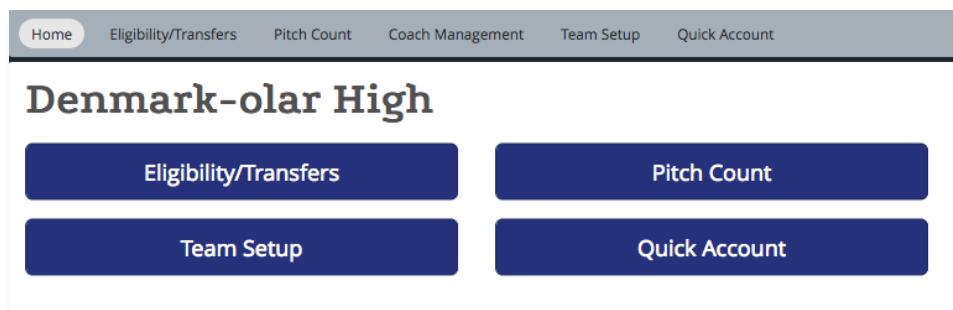 Home Eligibility/Transfers Pitch Count Coach Management Team Setup Quick Account
Denmark-olar High
Eligibility/Transfers Pitch Count
Team Setup Quick Account